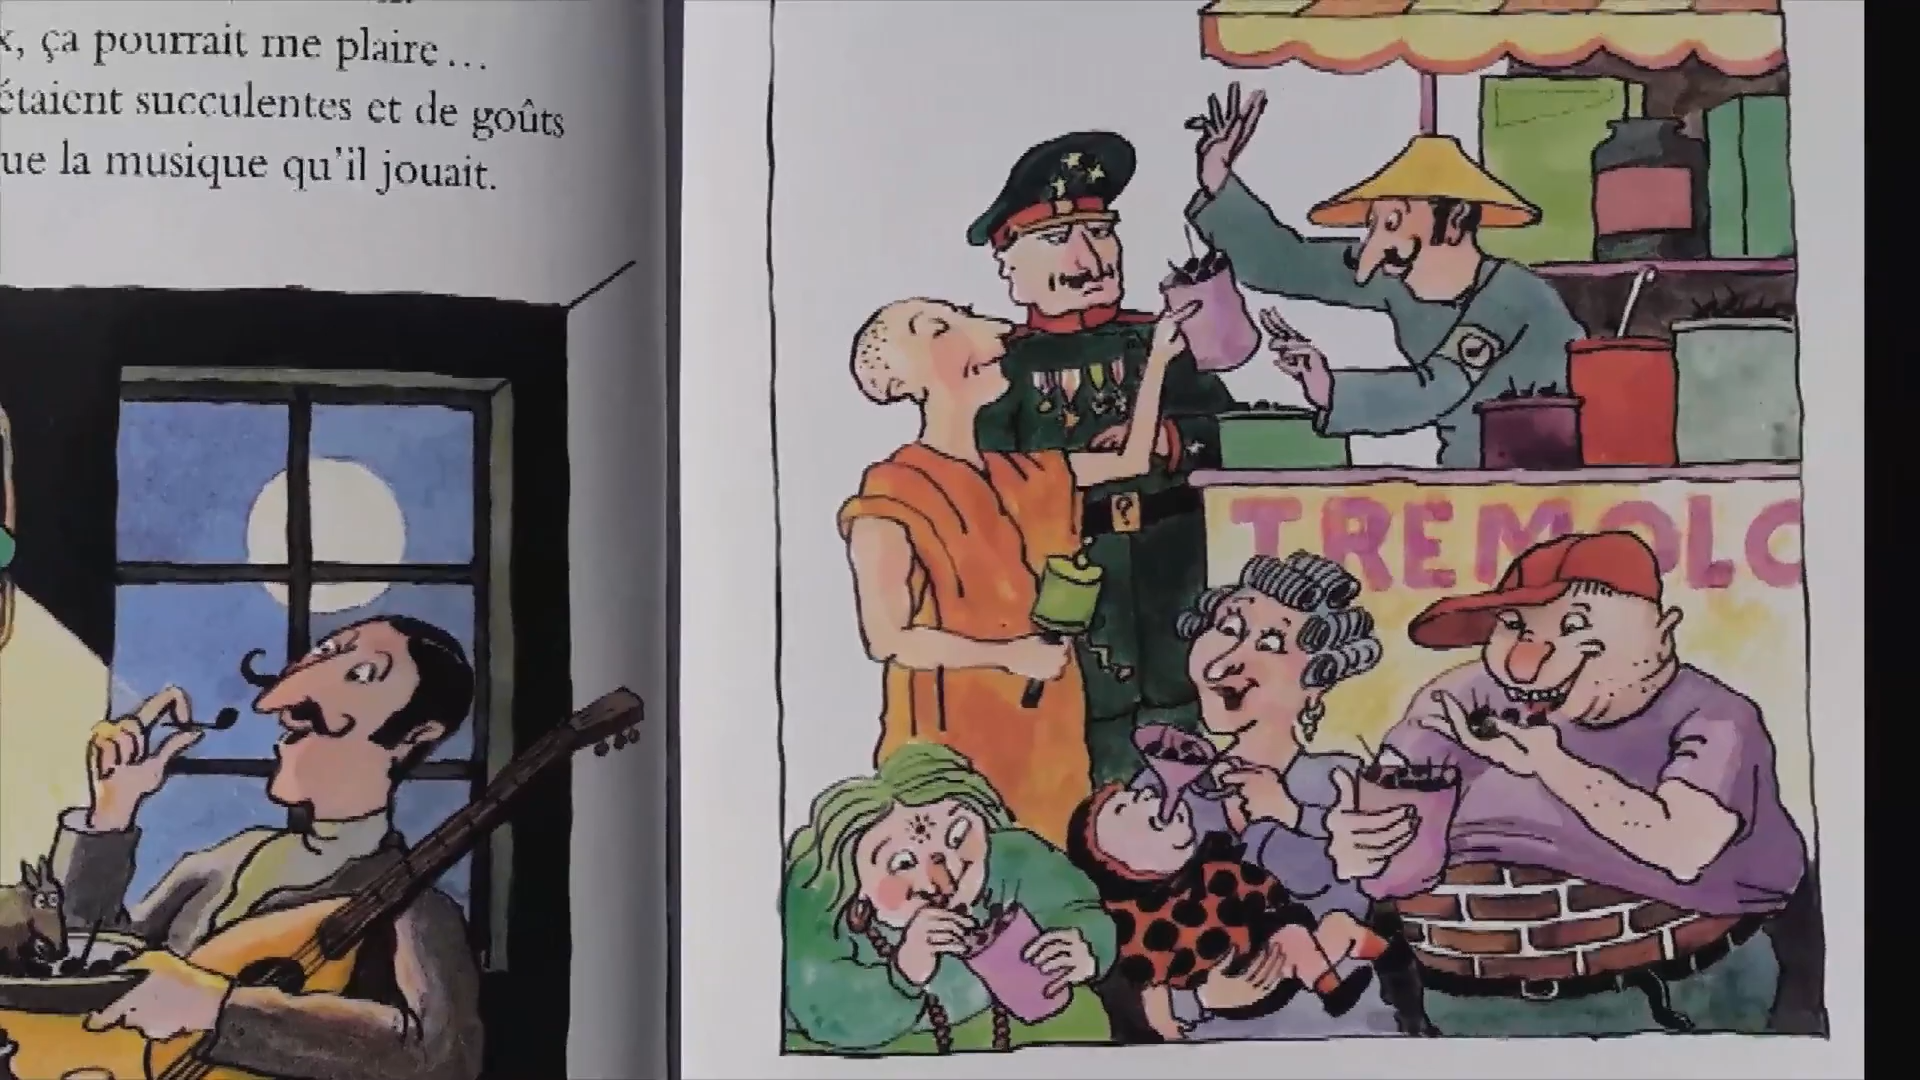 , ça pourrait me plaire...
étaient succulentes et de goûts
ue la musique qu'il jouait.
?
TREMOLO